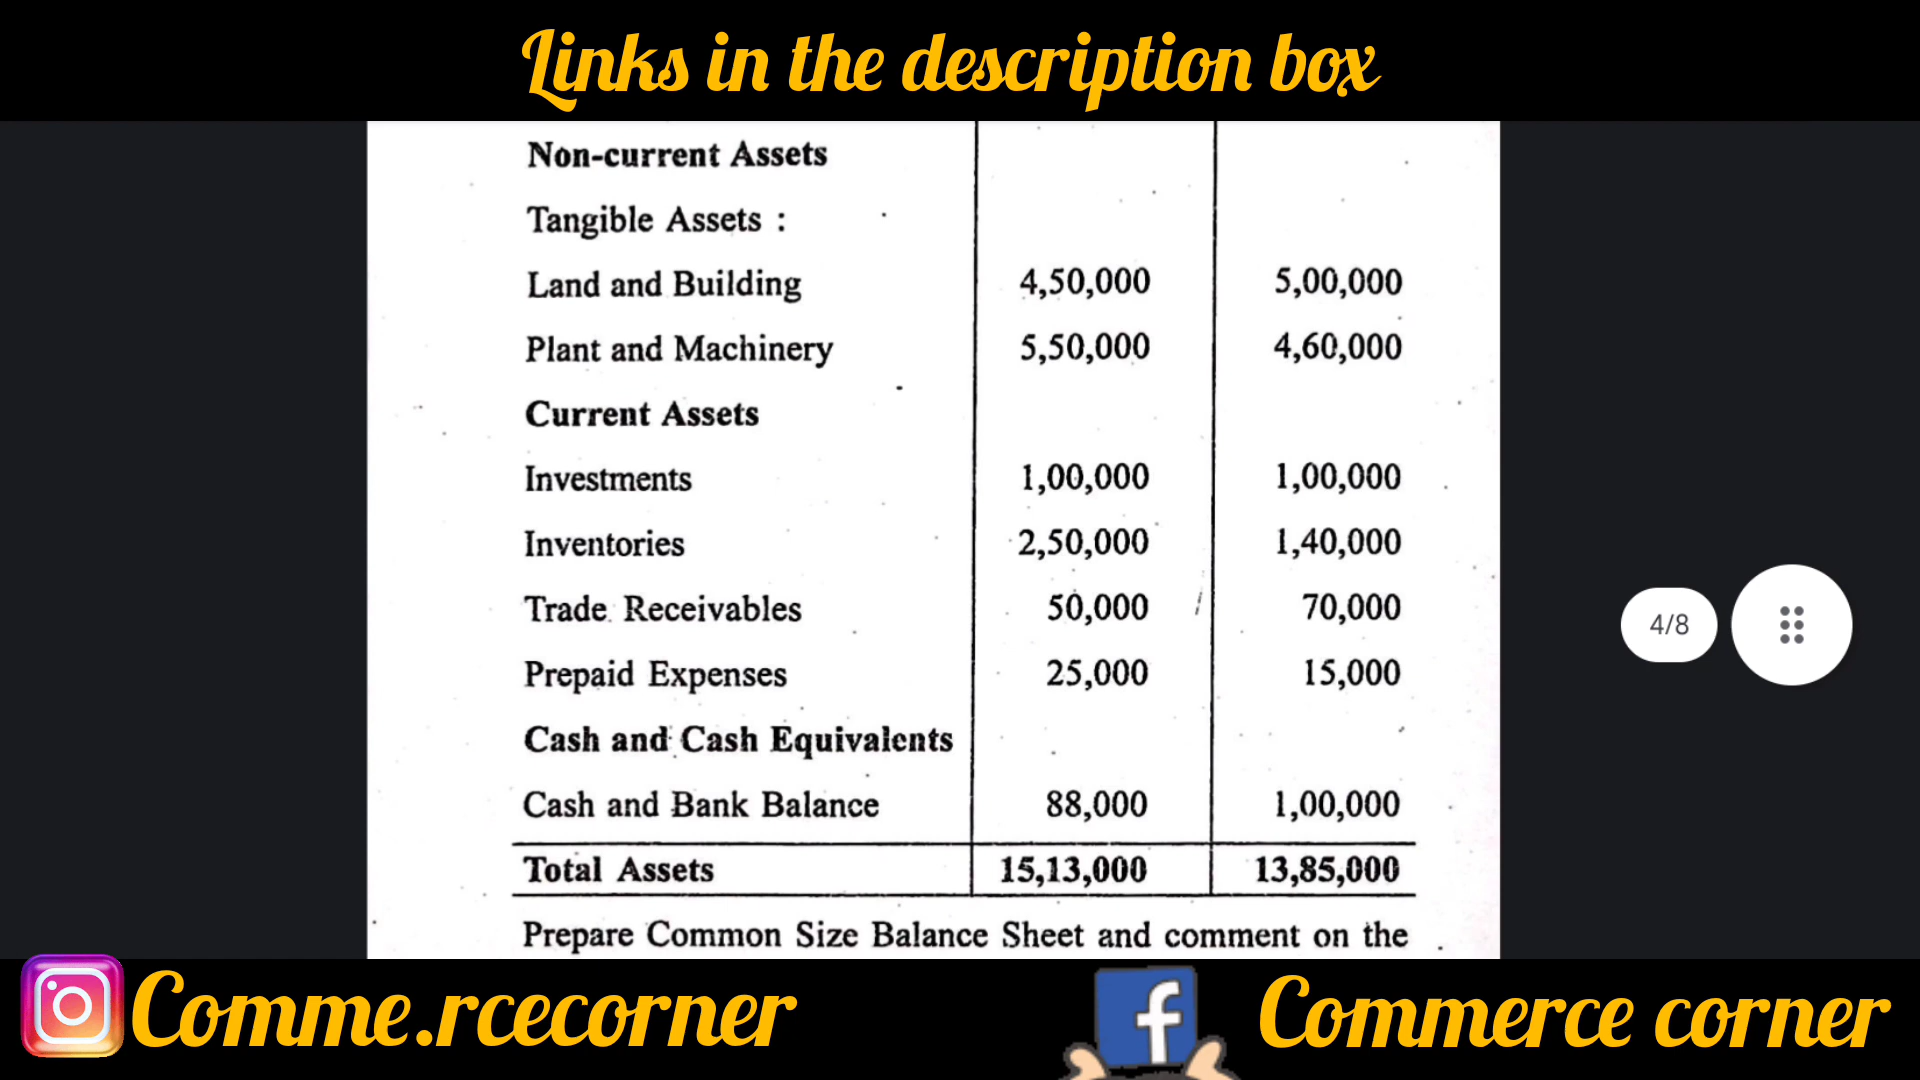 Links in the description box
Non-current Assets
Tangible Assets :
Land and Building 4,50,000 5,00,000
Plant and Machinery 5,50,000 4,60,000
Current Assets
Investments 1,00,000 1,00,000
Inventories 2,50,000 1,40,000
Trade Receivables 50,000 70,000
Prepaid Expenses 25,000 15,000
Cash and Cash Equivalents
Cash and Bank Balance 88,000 1,00,000
Total Assets 15,13,000 13,85,000
Prepare Common Size Balance Sheet and comment on the
4/8
Comme.rcecorner
f Commerce corner